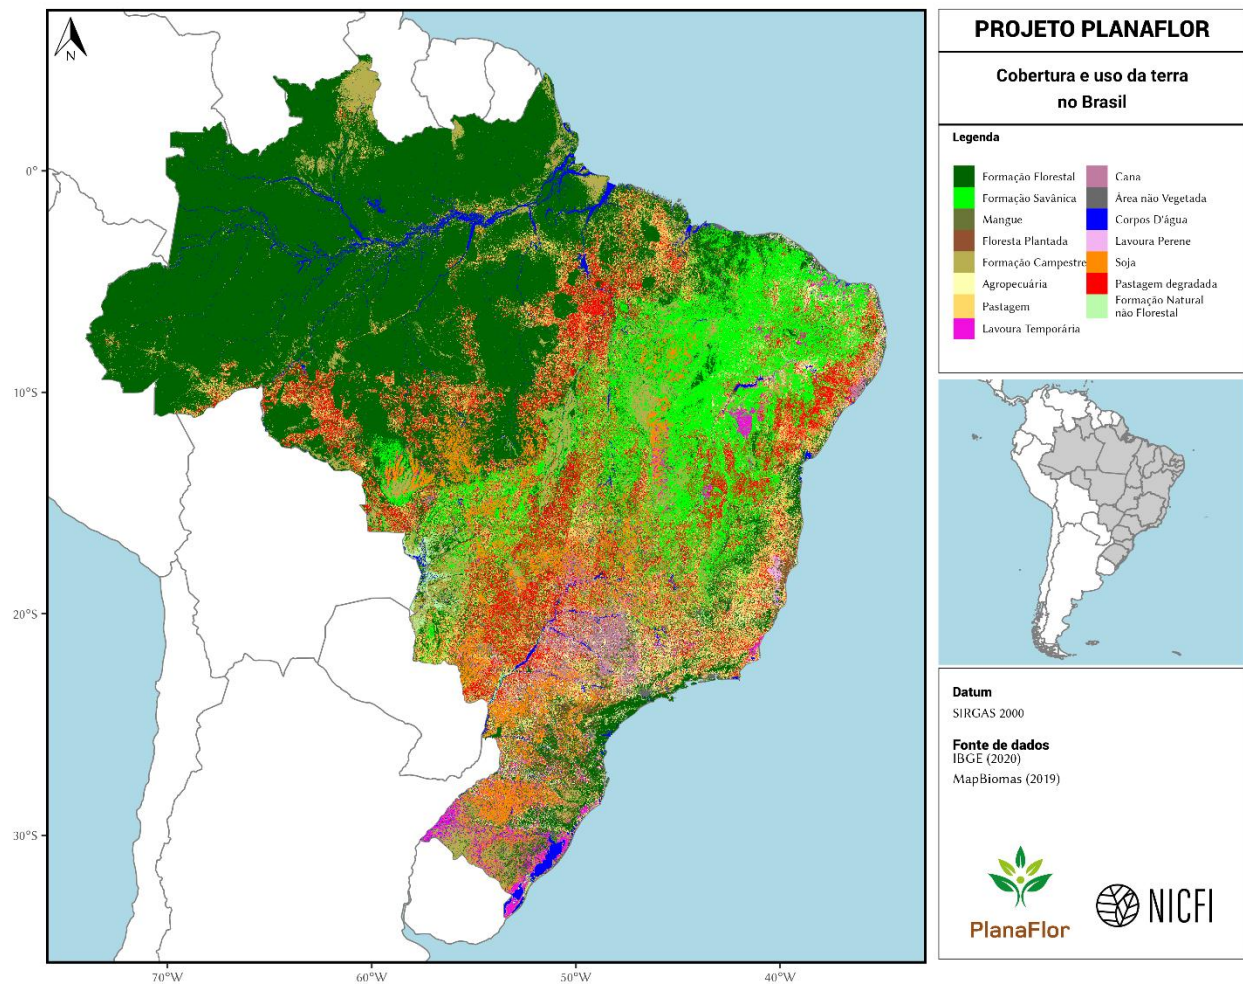 PROJETO PLANAFLOR
Cobertura e uso da terra
no Brasil
Legenda
Formação Florestal
Formação Savânica
Mangue
Floresta Plantada
Formação Campestre
Agropecuária
Pastagem
Lavoura Temporária
Cana
Área não Vegetada
Corpos D'água
Lavoura Perene
Soja
Pastagem degradada
Formação Natural
não Florestal
N
0°
10°S
20°S
30°S
70°W
60°W
50°W
40°W
Datum
SIRGAS 2000
Fonte de dados
IBGE (2020)
MapBiomas (2019)
PlanaFlor
NICFI